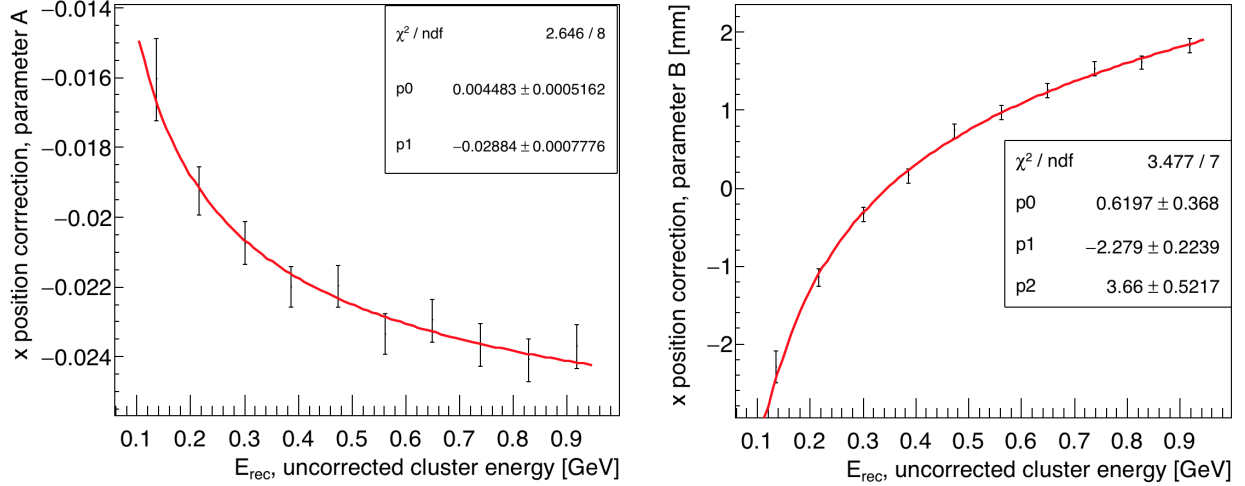 x position corrrection, parameter A
−0.014
−0.016
−0.018
−0.02
−0.022
−0.024
χ² / ndf 2.646 / 8
p0 0.004483 ± 0.0005162
p1 −0.02884 ± 0.0007776
0.1 0.2 0.3 0.4 0.5 0.6 0.7 0.8 0.9
E_rec, uncorrected cluster energy [GeV]
x position correction, parameter B [mm]
2
1
0
−1
−2
χ² / ndf 3.477 / 7
p0 0.6197 ± 0.368
p1 −2.279 ± 0.2239
p2 3.66 ± 0.5217
0.1 0.2 0.3 0.4 0.5 0.6 0.7 0.8 0.9
E_rec, uncorrected cluster energy [GeV]